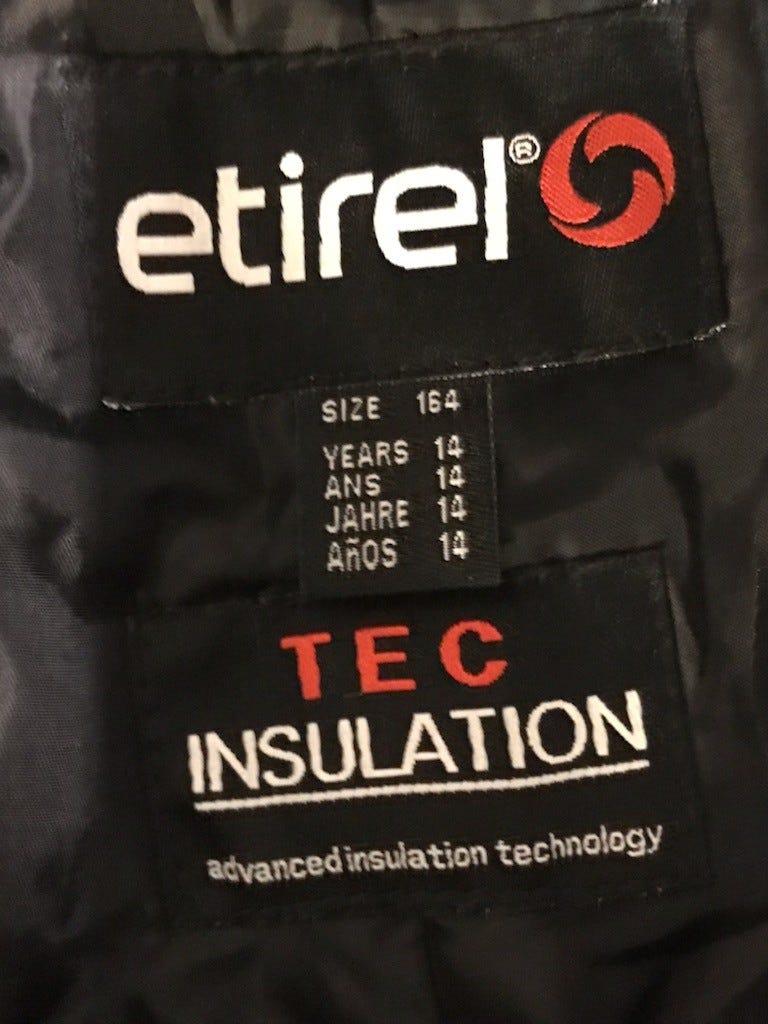 etirel®
SIZE 164
YEARS 14
ANS 14
JAHRE 14
AñOS 14
TEC
INSULATION
advanced insulation technology